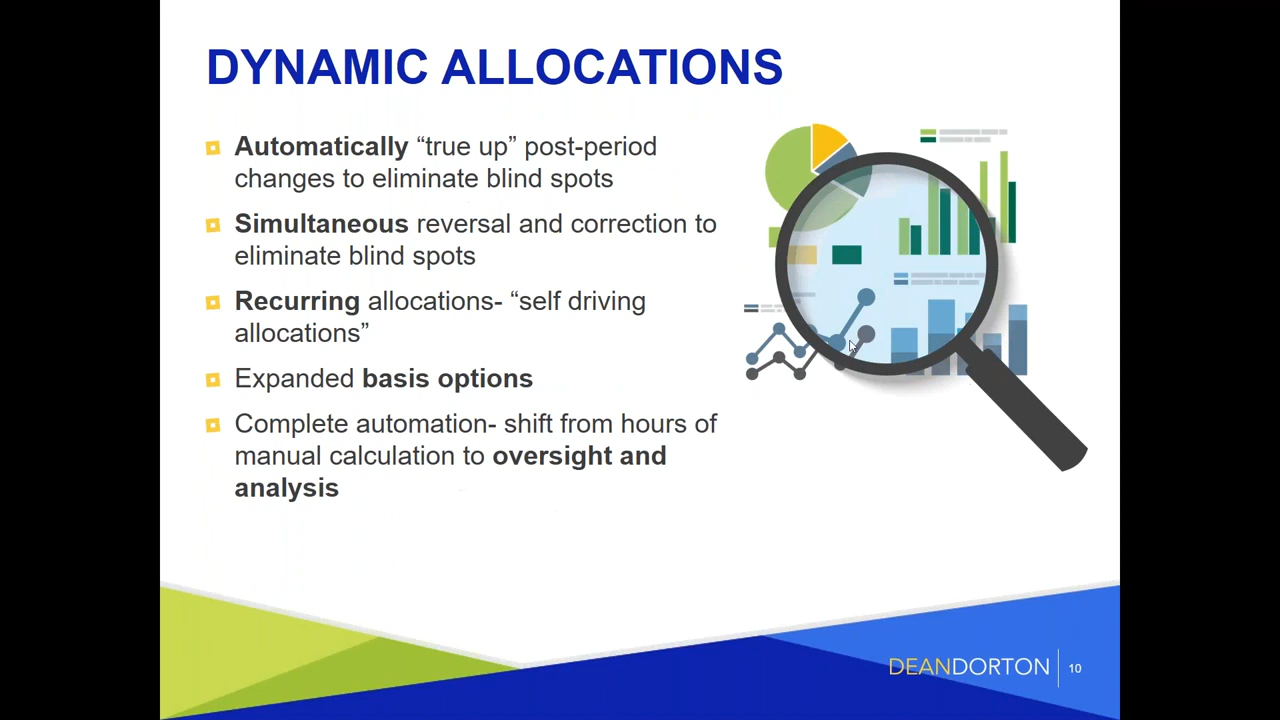 DYNAMIC ALLOCATIONS
Automatically “true up” post-period
changes to eliminate blind spots
Simultaneous reversal and correction to
eliminate blind spots
Recurring allocations- “self driving
allocations”
Expanded basis options
Complete automation- shift from hours of
manual calculation to oversight and
analysis
DEANDORTON 10